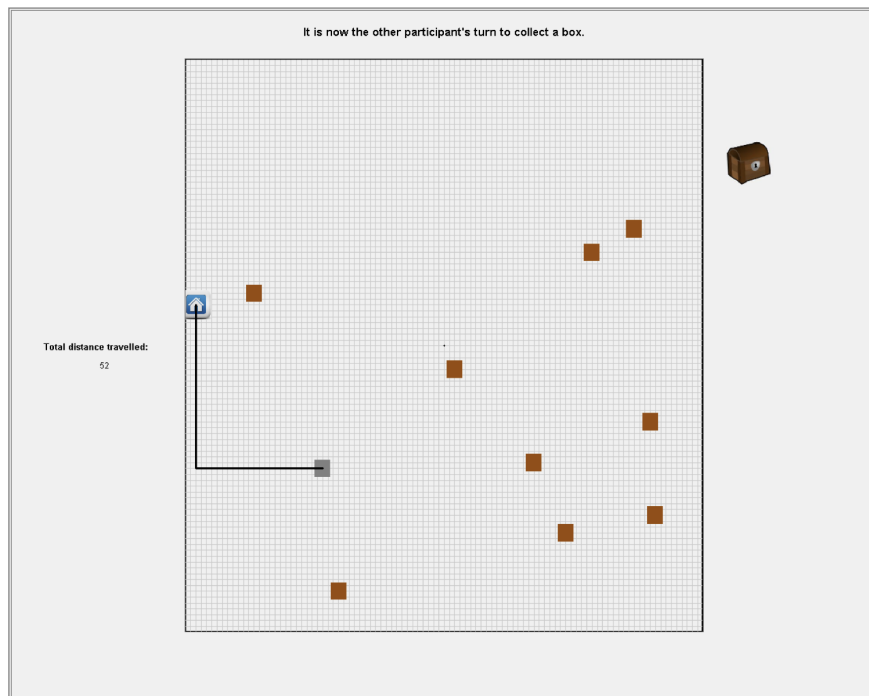 It is now the other participant's turn to collect a box.
Total distance travelled:
52